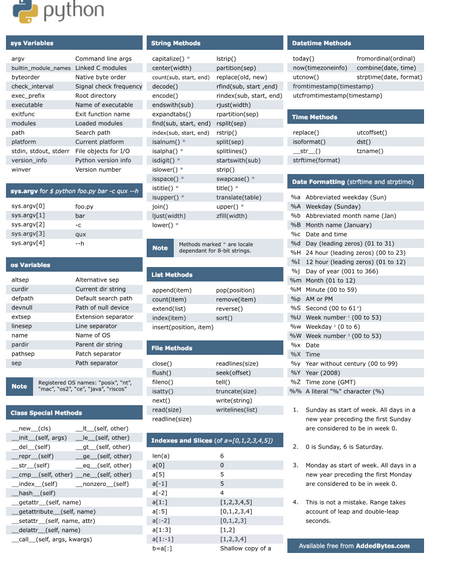 python
sys Variables
argv Command line args
builtin_module_names Linked C modules
byteorder Native byte order
check_interval Signal check frequency
exec_prefix Root directory
executable Name of executable
exitfunc Exit function name
modules Loaded modules
path Search path
platform Current platform
stdin, stdout, stderr File objects for I/O
version_info Python version info
winver Version number
sys.argv for $ python foo.py bar -c qux --h
sys.argv[0] foo.py
sys.argv[1] bar
sys.argv[2] -c
sys.argv[3] qux
sys.argv[4] --h
os Variables
altsep Alternative sep
curdir Current dir string
defpath Default search path
devnull Path of null device
extsep Extension separator
linesep Line separator
name Name of OS
pardir Parent dir string
pathsep Patch separator
sep Path separator
Note
Registered OS names: "posix", "nt",
"mac", "os2", "ce", "java", "riscos"
Class Special Methods
__new__(cls) __lt__(self, other)
__init__(self, args) __le__(self, other)
__del__(self) __gt__(self, other)
__repr__(self) __ge__(self, other)
__str__(self) __eq__(self, other)
__cmp__(self, other) __ne__(self, other)
__index__(self) __nonzero__(self)
__hash__(self)
__getattr__(self, name)
__getattribute__(self, name)
__setattr__(self, name, attr)
__delattr__(self, name)
__call__(self, args, kwargs)
String Methods
capitalize() * lstrip()
center(width) partition(sep)
count(sub, start, end) replace(old, new)
decode() rfind(sub, start ,end)
encode() rindex(sub, start, end)
endswith(sub) rjust(width)
expandtabs() rpartition(sep)
find(sub, start, end) rsplit(sep)
index(sub, start, end) rstrip()
isalnum() * split(sep)
isalpha() * splitlines()
isdigit() * startswith(sub)
islower() * strip()
isspace() * swapcase() *
istitle() * title() *
isupper() * translate(table)
join() upper() *
ljust(width) zfill(width)
lower() *
Note
Methods marked * are locale
dependant for 8-bit strings.
List Methods
append(item) pop(position)
count(item) remove(item)
extend(list) reverse()
index(item) sort()
insert(position, item)
File Methods
close() readlines(size)
flush() seek(offset)
fileno() tell()
isatty() truncate(size)
next() write(string)
read(size) writelines(list)
readline(size)
Indexes and Slices (of a=[0,1,2,3,4,5])
len(a) 6
a[0] 0
a[5] 5
a[-1] 5
a[-2] 4
a[1:] [1,2,3,4,5]
a[:5] [0,1,2,3,4]
a[:-2] [0,1,2,3]
a[1:3] [1,2]
a[1:-1] [1,2,3,4]
b=a[:] Shallow copy of a
Datetime Methods
today() fromordinal(ordinal)
now(timezoneinfo) combine(date, time)
utcnow() strptime(date, format)
fromtimestamp(timestamp)
utcfromtimestamp(timestamp)
Time Methods
replace() utcoffset()
isoformat() dst()
__str__() tzname()
strftime(format)
Date Formatting (strftime and strptime)
%a Abbreviated weekday (Sun)
%A Weekday (Sunday)
%b Abbreviated month name (Jan)
%B Month name (January)
%c Date and time
%d Day (leading zeros) (01 to 31)
%H 24 hour (leading zeros) (00 to 23)
%I 12 hour (leading zeros) (01 to 12)
%j Day of year (001 to 366)
%m Month (01 to 12)
%M Minute (00 to 59)
%p AM or PM
%S Second (00 to 61⁴)
%U Week number ¹ (00 to 53)
%w Weekday ² (0 to 6)
%W Week number ³ (00 to 53)
%x Date
%X Time
%y Year without century (00 to 99)
%Y Year (2008)
%Z Time zone (GMT)
%% A literal "%" character (%)
1. Sunday as start of week. All days in a
new year preceding the first Sunday
are considered to be in week 0.
2. 0 is Sunday, 6 is Saturday.
3. Monday as start of week. All days in a
new year preceding the first Monday
are considered to be in week 0.
4. This is not a mistake. Range takes
account of leap and double-leap
seconds.
Available free from AddedBytes.com